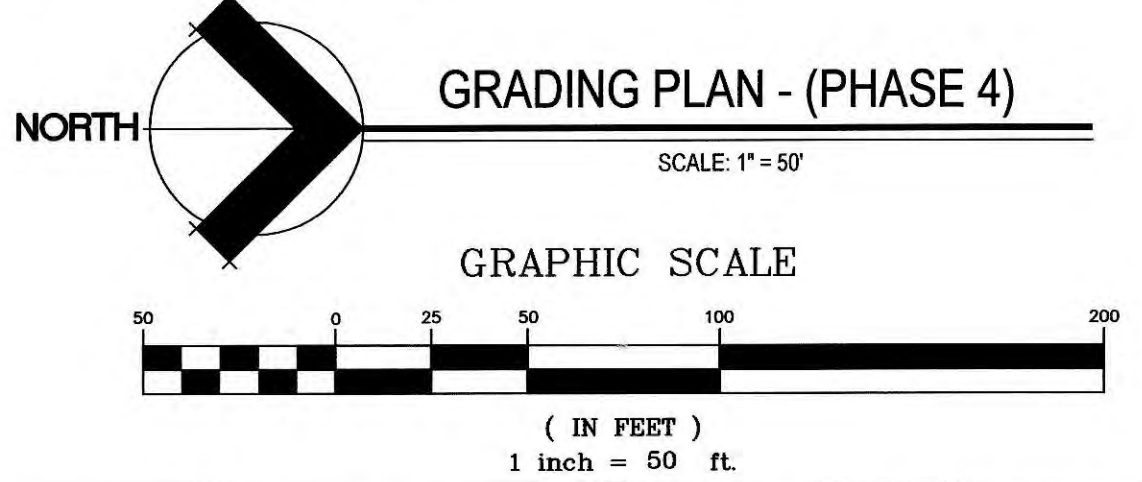 GRADING PLAN - (PHASE 4)
NORTH
SCALE: 1" = 50'
GRAPHIC SCALE
50 0 25 50 100 200
( IN FEET )
1 inch = 50 ft.